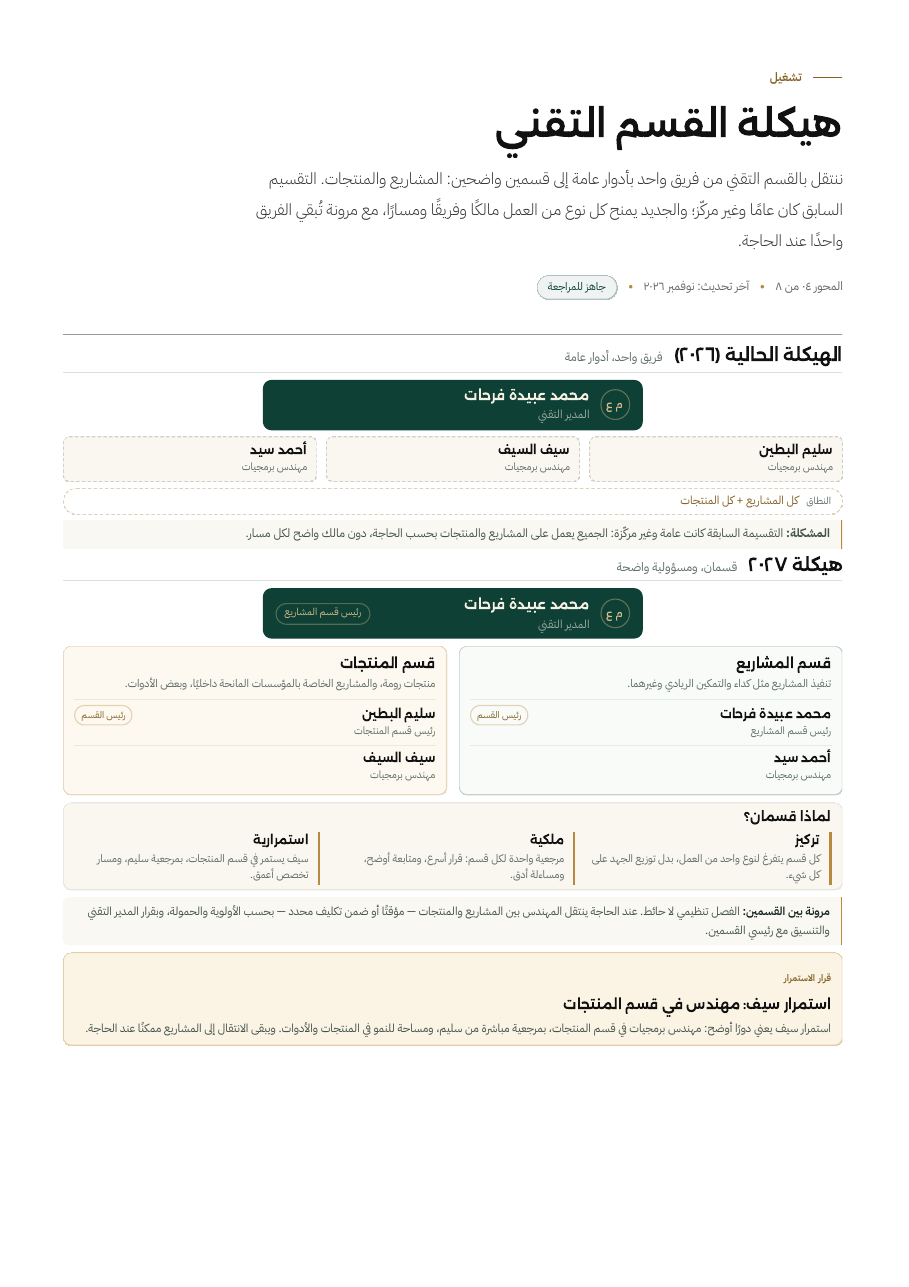 تشغيل
هيكلة القسم التقني
ننتقل بالقسم التقني من فريق واحد بأدوار عامة إلى قسمين واضحين: المشاريع والمنتجات. التقسيم
السابق كان عامًا وغير مركّز؛ والجديد يمنح كل نوع من العمل مالكًا وفريقًا ومسارًا، مع مرونة تُبقي الفريق
واحدًا عند الحاجة.
المحور ٠٤ من ٨ • آخر تحديث: نوفمبر ٢٠٢٦ • جاهز للمراجعة
الهيكلة الحالية (٢٠٢٦) فريق واحد، أدوار عامة
م ع
محمد عبيدة فرحات
المدير التقني
سليم البطين
مهندس برمجيات
سيف السيف
مهندس برمجيات
أحمد سيد
مهندس برمجيات
النطاق كل المشاريع + كل المنتجات
المشكلة: التقسيمة السابقة كانت عامة وغير مركّزة: الجميع يعمل على المشاريع والمنتجات بحسب الحاجة، دون مالك واضح لكل مسار.
هيكلة ٢٠٢٧ قسمان، ومسؤولية واضحة
م ع
محمد عبيدة فرحات
المدير التقني
رئيس قسم المشاريع
قسم المشاريع
تنفيذ المشاريع مثل كداء والتمكين الريادي وغيرهما.
محمد عبيدة فرحات
رئيس قسم المشاريع
رئيس القسم
أحمد سيد
مهندس برمجيات
قسم المنتجات
منتجات رومة، والمشاريع الخاصة بالمؤسسات المانحة داخليًا، وبعض الأدوات.
سليم البطين
رئيس قسم المنتجات
رئيس القسم
سيف السيف
مهندس برمجيات
لماذا قسمان؟
تركيز
كل قسم يتفرغ لنوع واحد من العمل، بدل توزيع الجهد على
كل شيء.
ملكية
مرجعية واحدة لكل قسم: قرار أسرع، ومتابعة أوضح،
ومساءلة أدق.
استمرارية
سيف يستمر في قسم المنتجات، بمرجعية سليم، ومسار
تخصص أعمق.
مرونة بين القسمين: الفصل تنظيمي لا حائط. عند الحاجة ينتقل المهندس بين المشاريع والمنتجات — مؤقتًا أو ضمن تكليف محدد — بحسب الأولوية والحمولة، وبقرار المدير التقني
والتنسيق مع رئيسي القسمين.
قرار الاستمرار
استمرار سيف: مهندس في قسم المنتجات
استمرار سيف يعني دورًا أوضح: مهندس برمجيات في قسم المنتجات، بمرجعية مباشرة من سليم، ومساحة للنمو في المنتجات والأدوات. ويبقى الانتقال إلى المشاريع ممكنًا عند الحاجة.